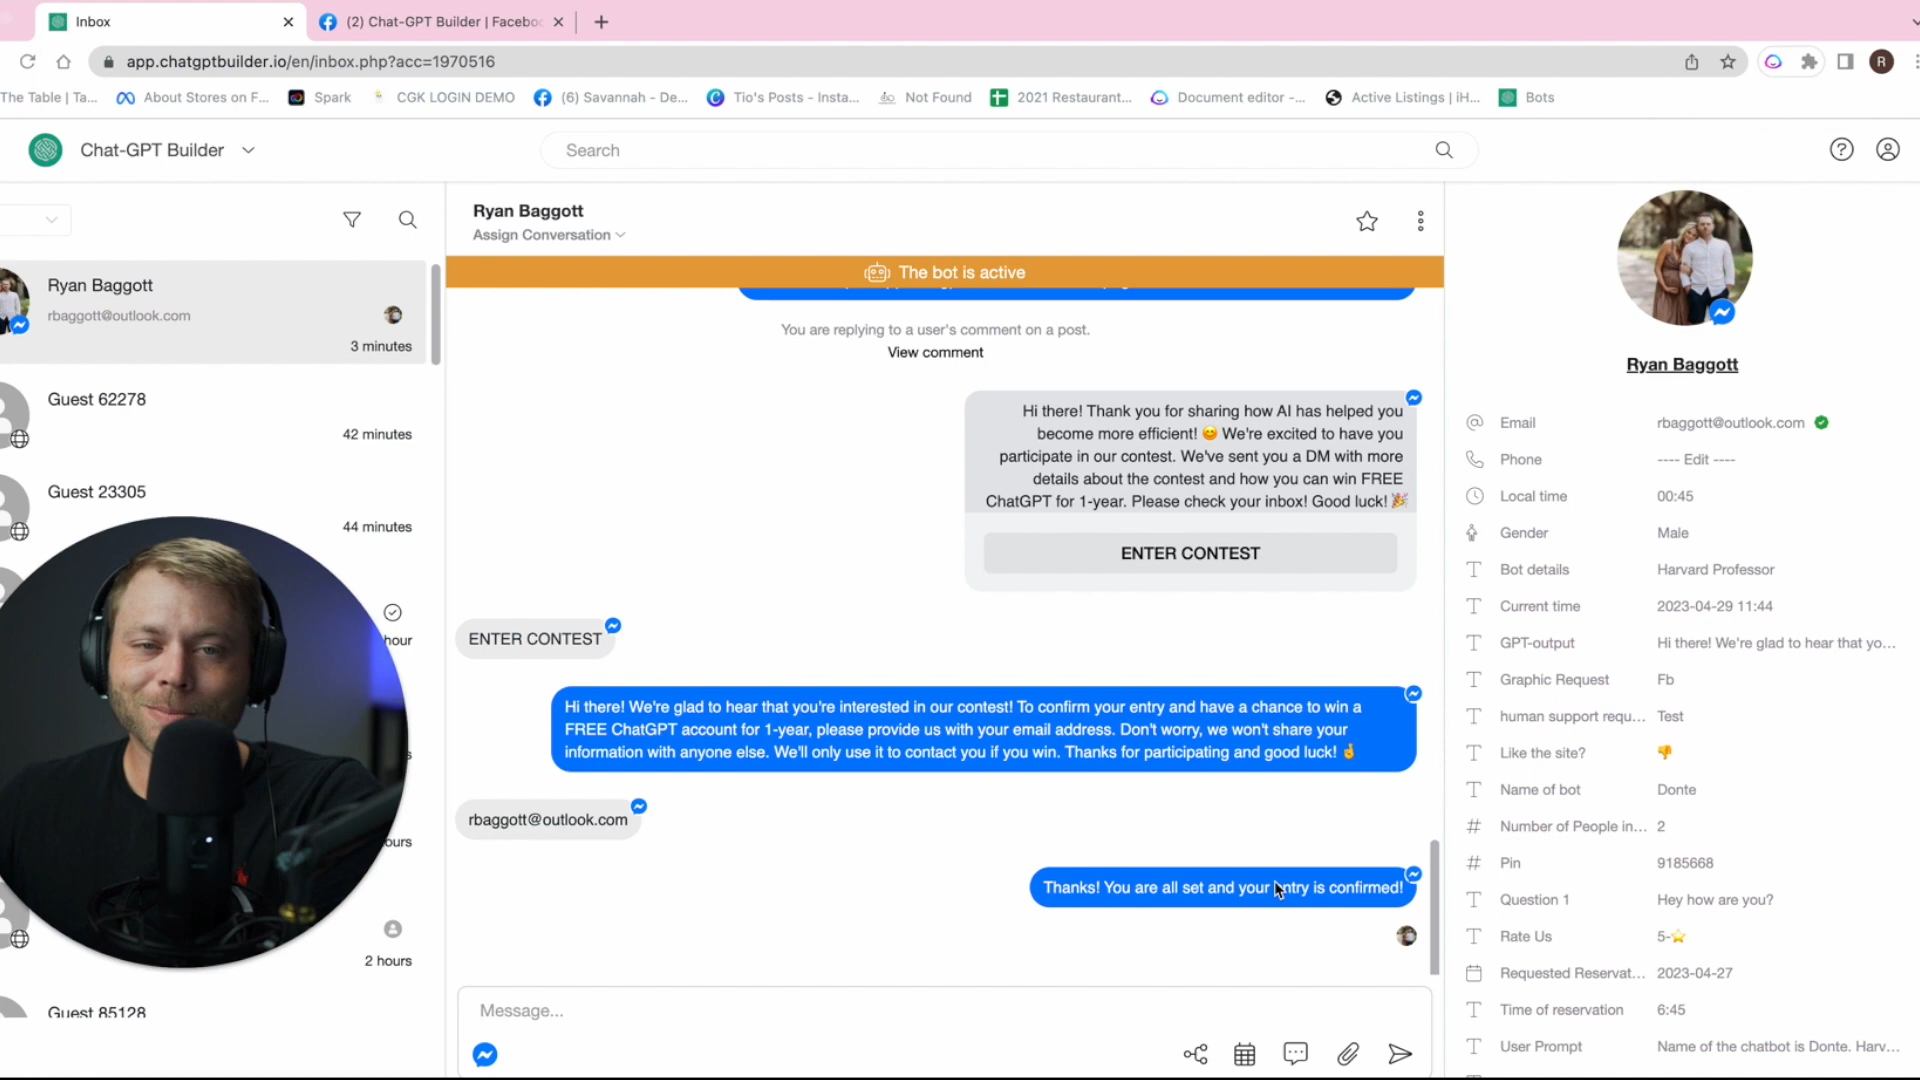 Inbox
(2) Chat-GPT Builder | Facebo
app.chatgptbuilder.io/en/inbox.php?acc=1970516
R
The Table | Ta...
About Stores on F...
Spark
CGK LOGIN DEMO
(6) Savannah - De...
Tio's Posts - Insta...
Not Found
2021 Restaurant...
Document editor -...
Active Listings | iH...
Bots
Chat-GPT Builder
Search
Ryan Baggott
rbaggott@outlook.com
3 minutes
Guest 62278
42 minutes
Guest 23305
44 minutes
hour
ours
2 hours
Guest 85128
Ryan Baggott
Assign Conversation
The bot is active
You are replying to a user's comment on a post.
View comment
Hi there! Thank you for sharing how AI has helped you
become more efficient! 😊 We're excited to have you
participate in our contest. We've sent you a DM with more
details about the contest and how you can win FREE
ChatGPT for 1-year. Please check your inbox! Good luck! 🎉
ENTER CONTEST
ENTER CONTEST
Hi there! We're glad to hear that you're interested in our contest! To confirm your entry and have a chance to win a
FREE ChatGPT account for 1-year, please provide us with your email address. Don't worry, we won't share your
information with anyone else. We'll only use it to contact you if you win. Thanks for participating and good luck! 🤞
rbaggott@outlook.com
Thanks! You are all set and your entry is confirmed!
Message...
Ryan Baggott
Email rbaggott@outlook.com
Phone ---- Edit ----
Local time 00:45
Gender Male
Bot details Harvard Professor
Current time 2023-04-29 11:44
GPT-output Hi there! We're glad to hear that yo...
Graphic Request Fb
human support requ... Test
Like the site? 👎
Name of bot Donte
Number of People in... 2
Pin 9185668
Question 1 Hey how are you?
Rate Us 5-⭐
Requested Reservat... 2023-04-27
Time of reservation 6:45
User Prompt Name of the chatbot is Donte. Harv...